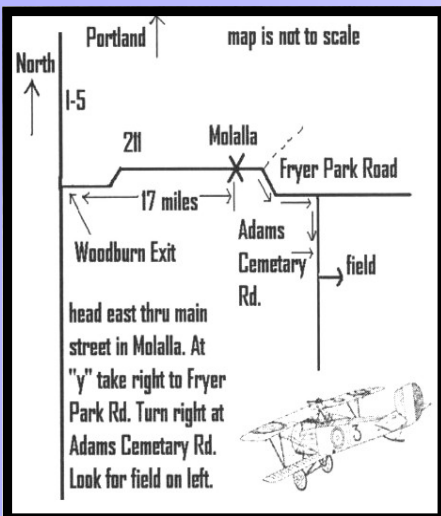 Portland
map is not to scale
North
I-5
211
Molalla
Fryer Park Road
17 miles
Woodburn Exit
Adams
Cemetary
Rd.
field
head east thru main
street in Molalla. At
"y" take right to Fryer
Park Rd. Turn right at
Adams Cemetary Rd.
Look for field on left.
3